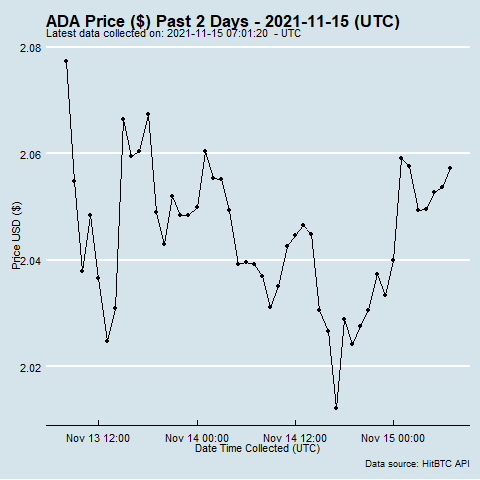 ADA Price ($) Past 2 Days - 2021-11-15 (UTC)
Latest data collected on: 2021-11-15 07:01:20 - UTC
2.08
2.06
2.04
2.02
Price USD ($)
Nov 13 12:00 Nov 14 00:00 Nov 14 12:00 Nov 15 00:00
Date Time Collected (UTC)
Data source: HitBTC API